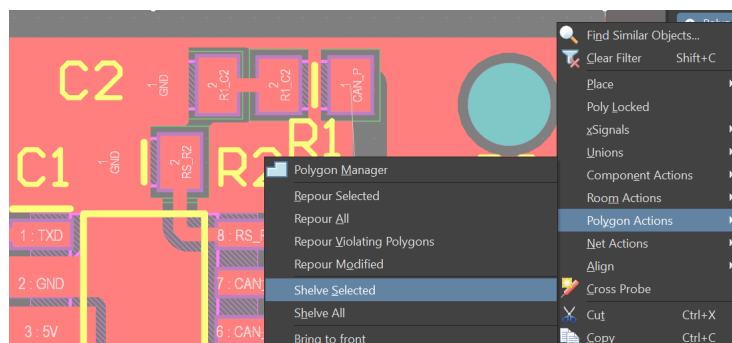 Find Similar Objects...
Clear Filter Shift+C
Place
Poly Locked
xSignals
Unions
Component Actions
Room Actions
Polygon Actions
Net Actions
Align
Cross Probe
Cut Ctrl+X
Copy Ctrl+C
Polygon Manager
Repour Selected
Repour All
Repour Violating Polygons
Repour Modified
Shelve Selected
Shelve All
Bring to front
C2
1
GND
2
R1_C2
2
R1_C2
1
CAN_P
R1
C1
1
GND
2
RS_R2
R2
1 : TXD
2 : GND
3 : 5V
8 : RS_
7 : CAN_
6 : CAN_